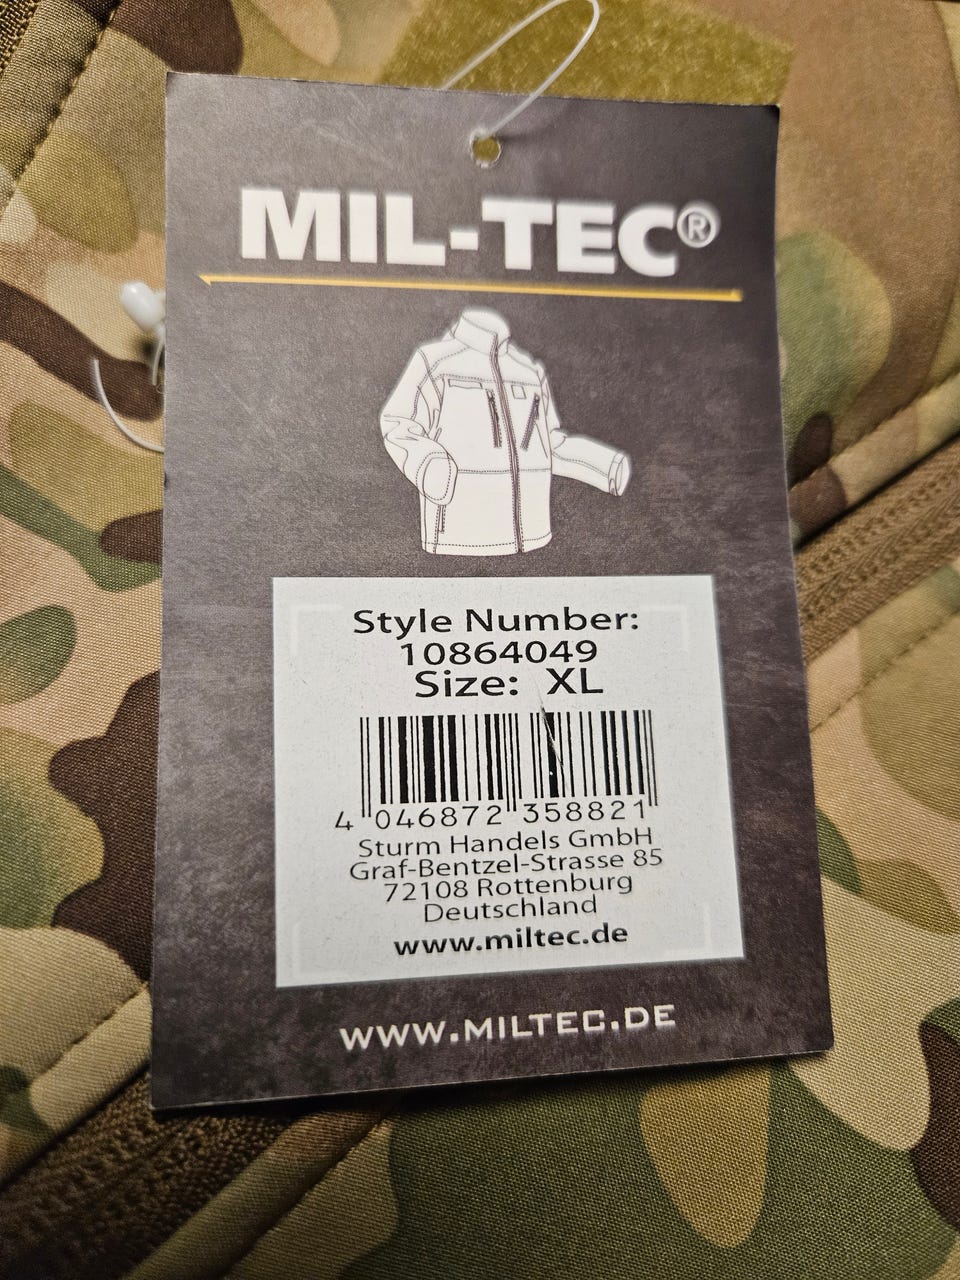 MIL-TEC®
Style Number:
10864049
Size: XL
4 046872 358821
Sturm Handels GmbH
Graf-Bentzel-Strasse 85
72108 Rottenburg
Deutschland
www.miltec.de
WWW.MILTEC.DE